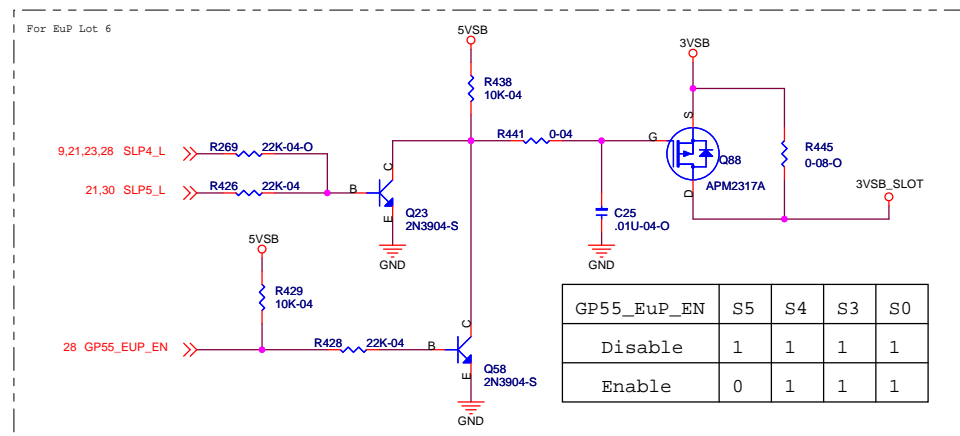 For EuP Lot 6
5VSB
3VSB
R438
10K-04
R441 0-04
S
G
Q88
D
APM2317A
R445
0-08-O
3VSB_SLOT
9,21,23,28 SLP4_L
R269 22K-04-O
21,30 SLP5_L
R426 22K-04
B
C
E
Q23
2N3904-S
GND
C25
.01U-04-O
GND
5VSB
R429
10K-04
28 GP55_EUP_EN
R428 22K-04
B
C
E
Q58
2N3904-S
GND
GP55_EuP_EN S5 S4 S3 S0
Disable 1 1 1 1
Enable 0 1 1 1